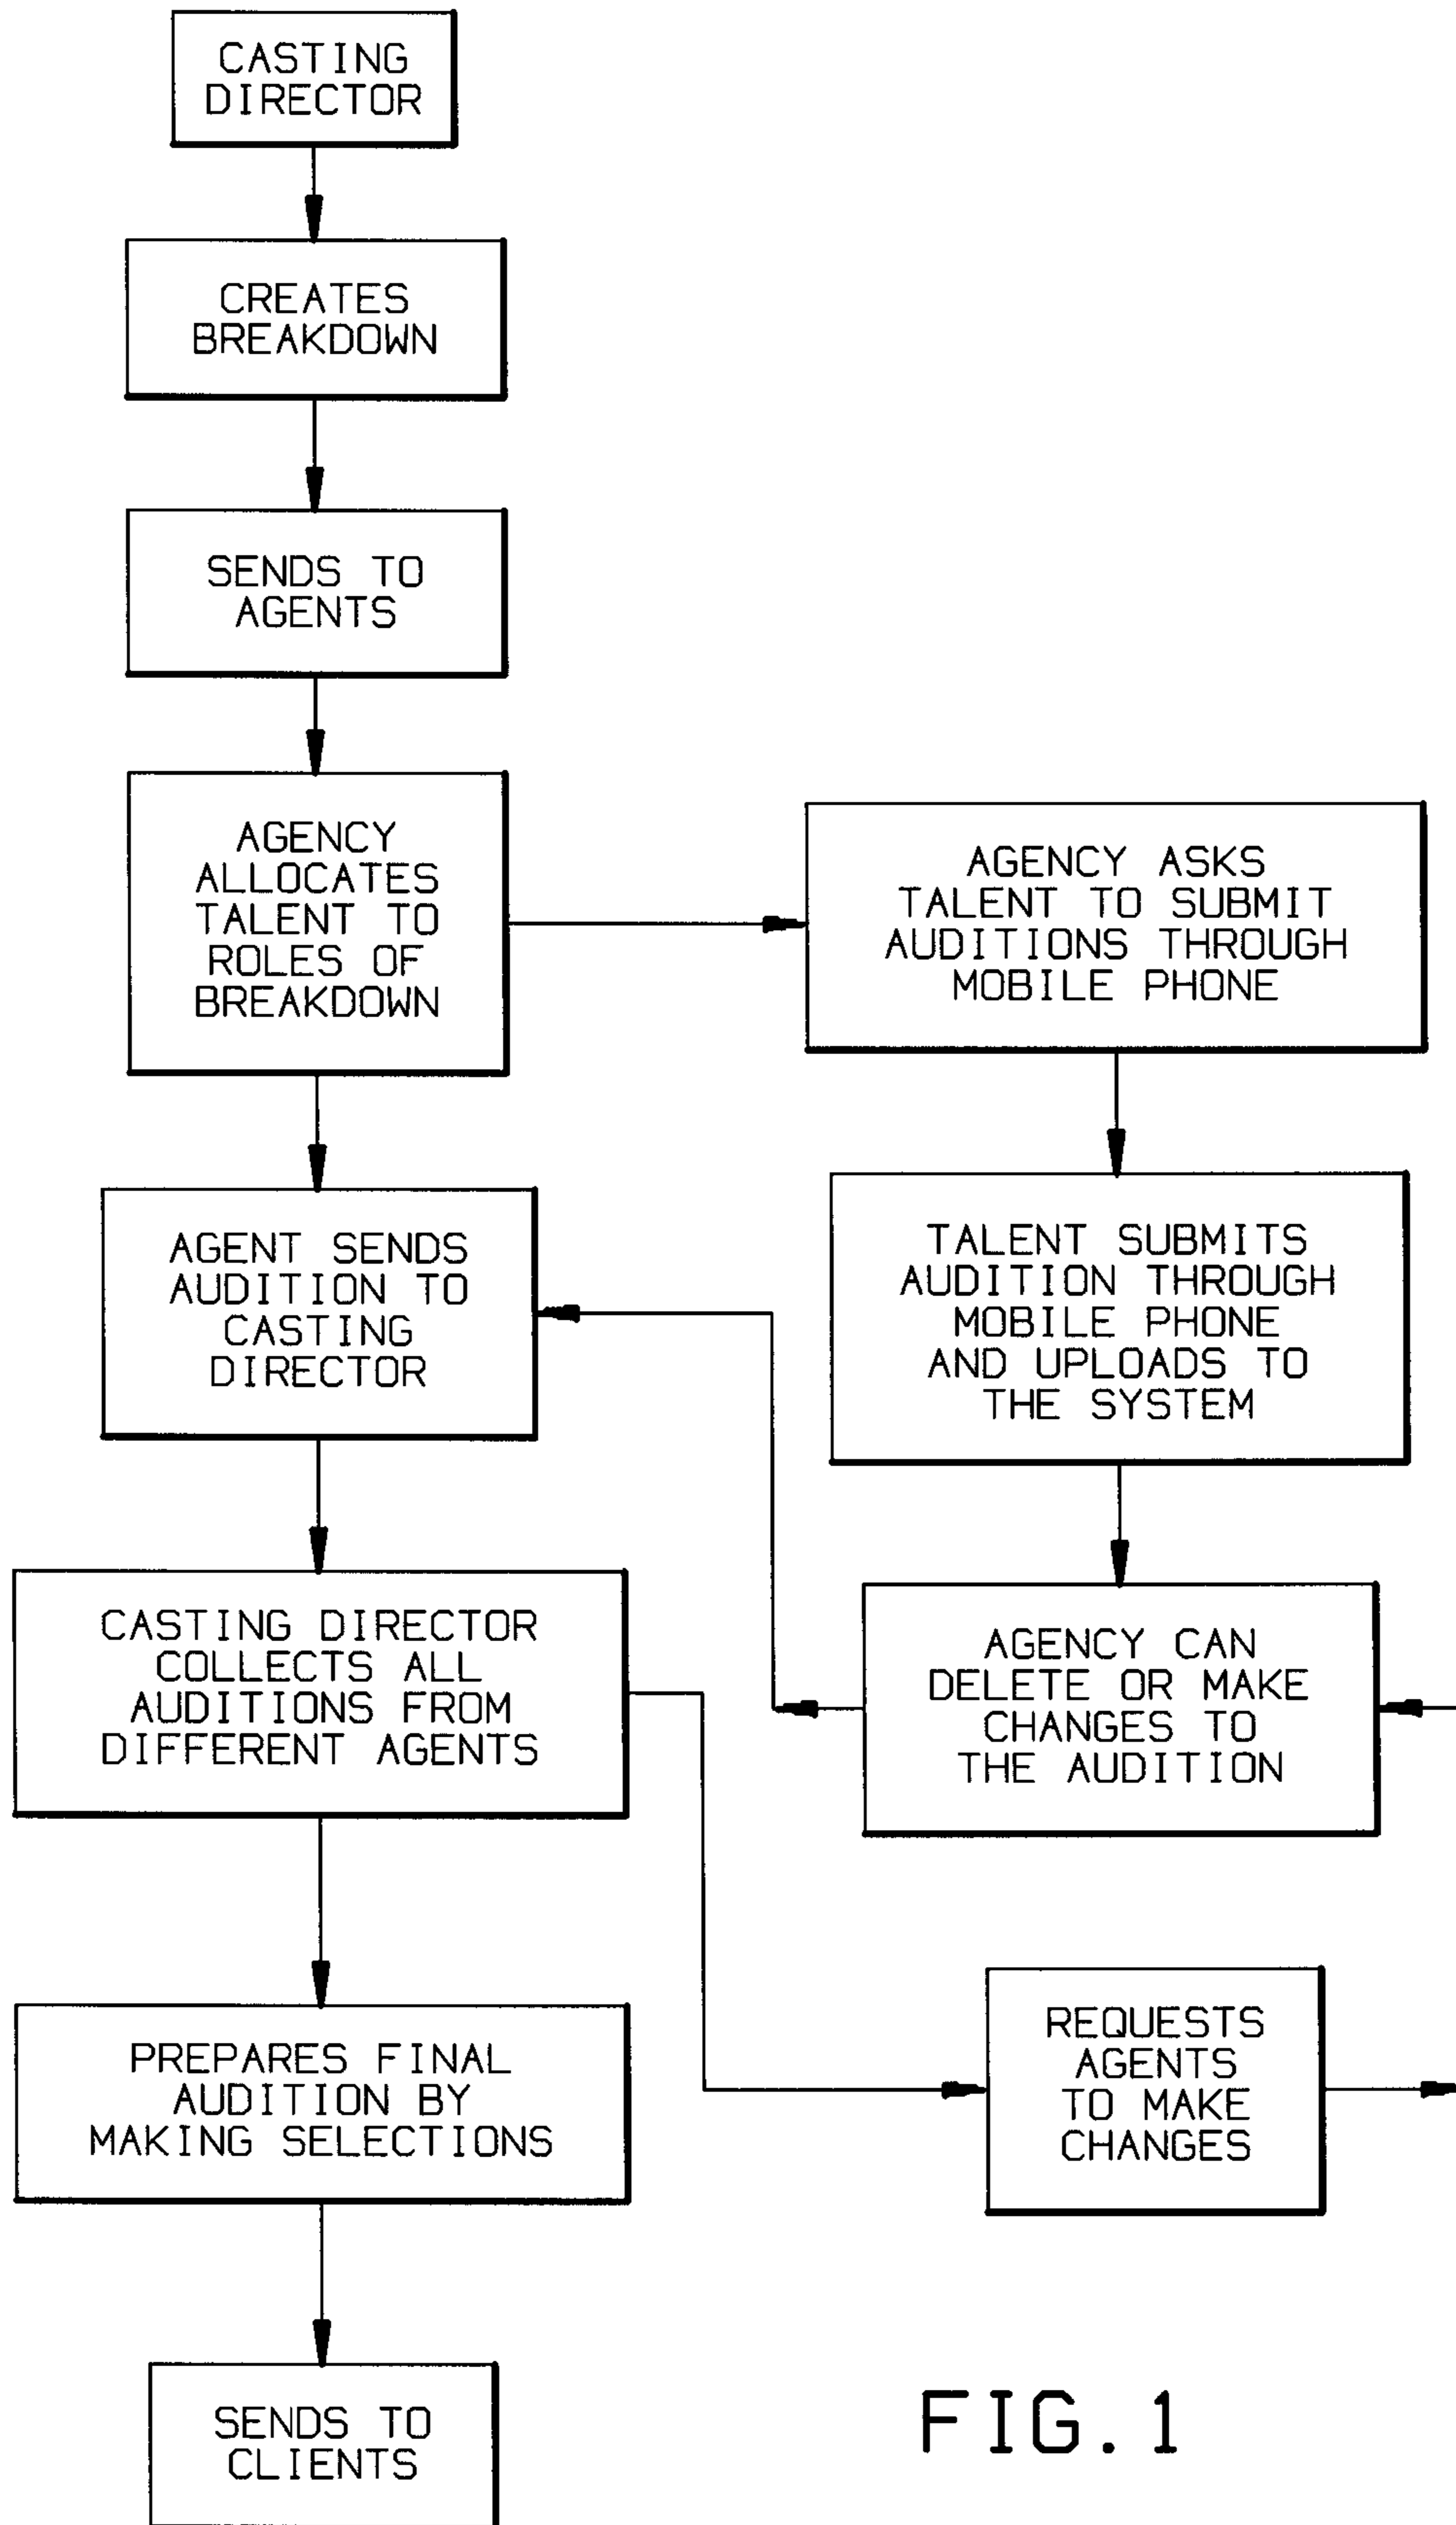 CASTING
DIRECTOR
CREATES
BREAKDOWN
SENDS TO
AGENTS
AGENCY
ALLOCATES
TALENT TO
ROLES OF
BREAKDOWN
AGENCY ASKS
TALENT TO SUBMIT
AUDITIONS THROUGH
MOBILE PHONE
AGENT SENDS
AUDITION TO
CASTING
DIRECTOR
TALENT SUBMITS
AUDITION THROUGH
MOBILE PHONE
AND UPLOADS TO
THE SYSTEM
CASTING DIRECTOR
COLLECTS ALL
AUDITIONS FROM
DIFFERENT AGENTS
AGENCY CAN
DELETE OR MAKE
CHANGES TO
THE AUDITION
PREPARES FINAL
AUDITION BY
MAKING SELECTIONS
REQUESTS
AGENTS
TO MAKE
CHANGES
SENDS TO
CLIENTS
FIG. 1